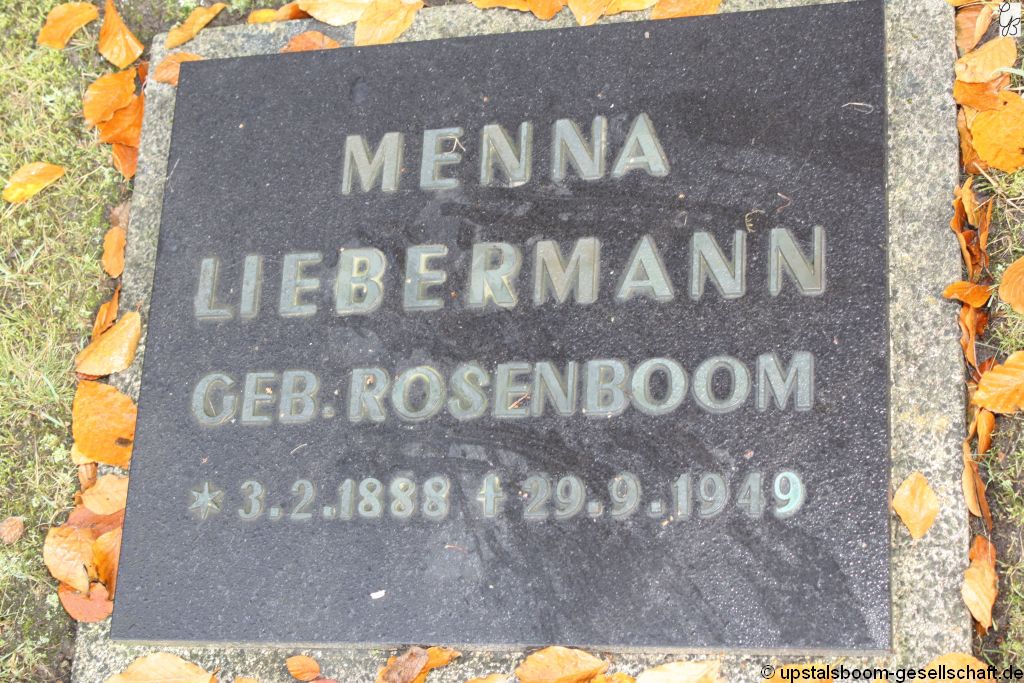 MENNA
LIEBERMANN
GEB. ROSENBOOM
* 3.2.1888 † 29.9.1949
© upstalsboom-gesellschaft.de